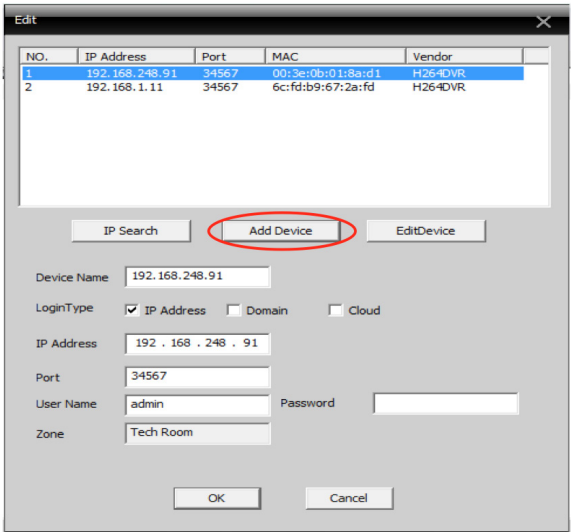 Edit
NO. IP Address Port MAC Vendor
1 192.168.248.91 34567 00:3e:0b:01:8a:d1 H264DVR
2 192.168.1.11 34567 6c:fd:b9:67:2a:fd H264DVR
IP Search Add Device EditDevice
Device Name 192.168.248.91
LoginType IP Address Domain Cloud
IP Address 192 . 168 . 248 . 91
Port 34567
User Name admin Password
Zone Tech Room
OK Cancel